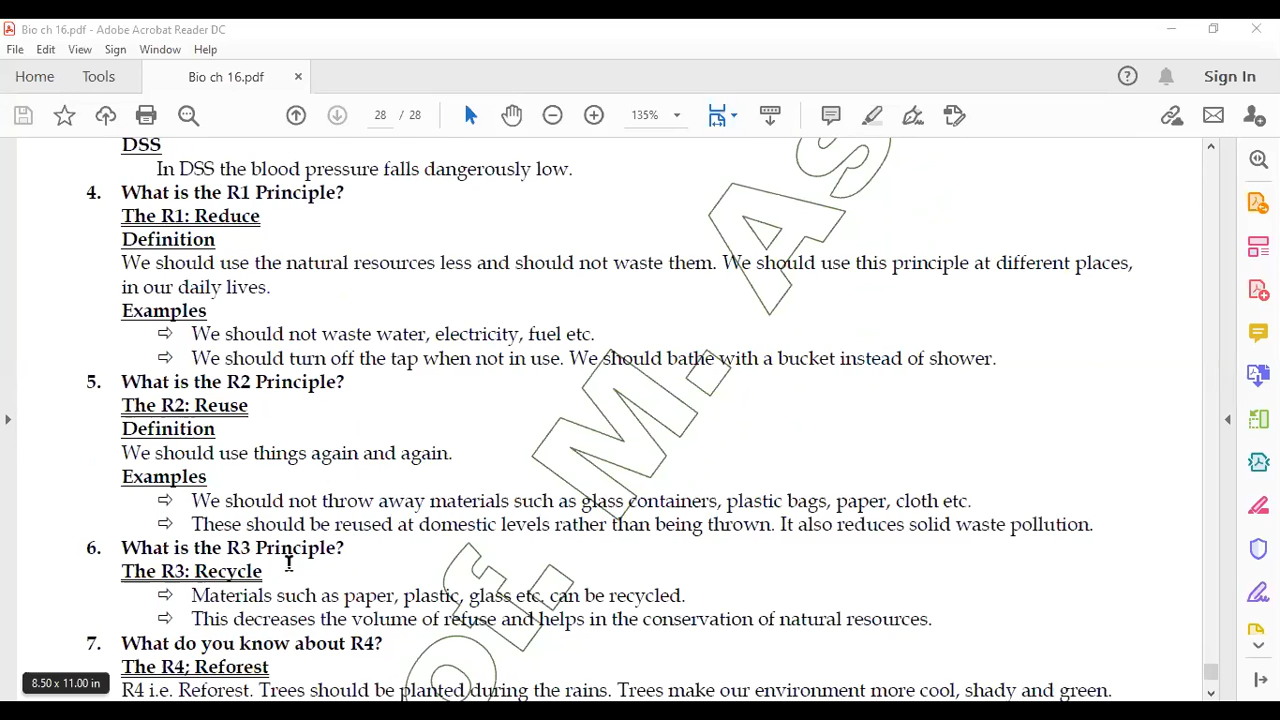 Bio ch 16.pdf - Adobe Acrobat Reader DC
File Edit View Sign Window Help
Home Tools Bio ch 16.pdf × Sign In
28 / 28 135%
DSS
In DSS the blood pressure falls dangerously low.
4. What is the R1 Principle?
The R1: Reduce
Definition
We should use the natural resources less and should not waste them. We should use this principle at different places,
in our daily lives.
Examples
⇨ We should not waste water, electricity, fuel etc.
⇨ We should turn off the tap when not in use. We should bathe with a bucket instead of shower.
5. What is the R2 Principle?
The R2: Reuse
Definition
We should use things again and again.
Examples
⇨ We should not throw away materials such as glass containers, plastic bags, paper, cloth etc.
⇨ These should be reused at domestic levels rather than being thrown. It also reduces solid waste pollution.
6. What is the R3 Principle?
The R3: Recycle
⇨ Materials such as paper, plastic, glass etc. can be recycled.
⇨ This decreases the volume of refuse and helps in the conservation of natural resources.
7. What do you know about R4?
The R4; Reforest
R4 i.e. Reforest. Trees should be planted during the rains. Trees make our environment more cool, shady and green.
8.50 x 11.00 in
OF. M. AS